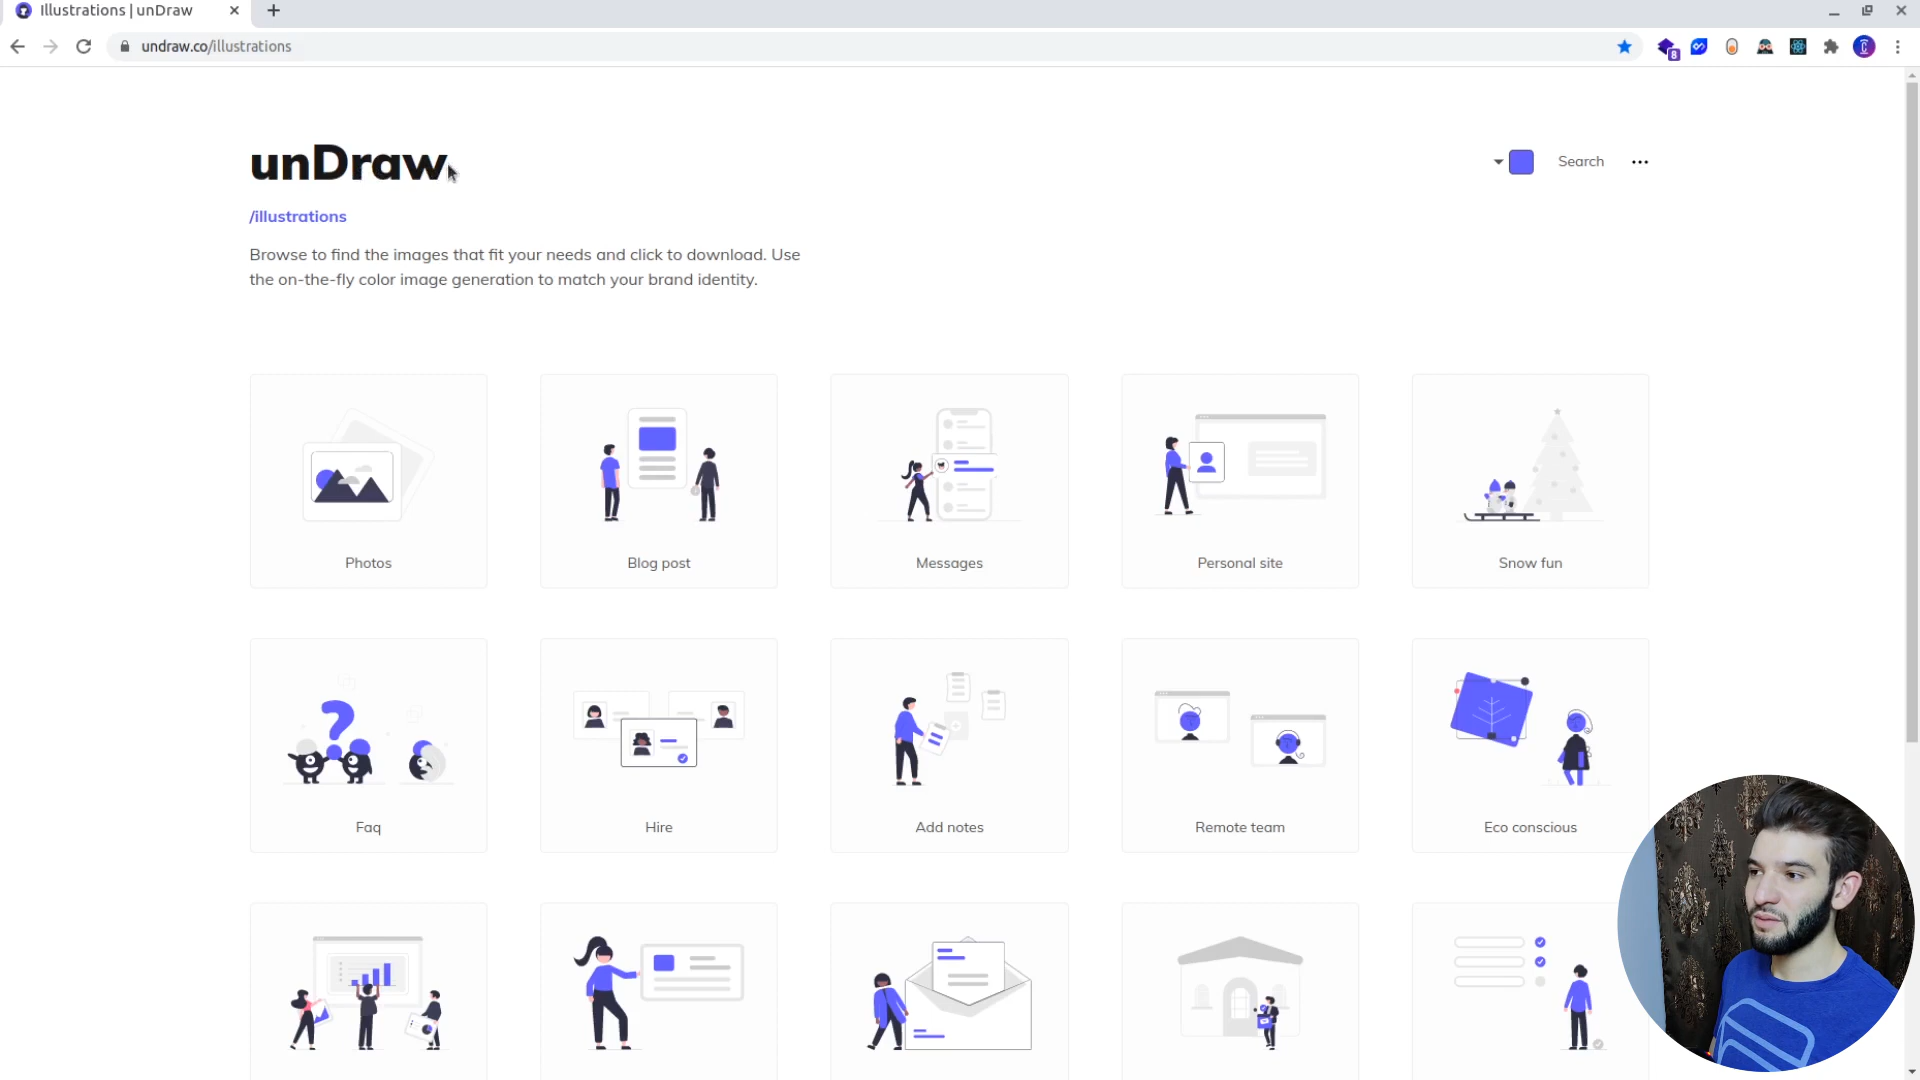 Illustrations | unDraw
undraw.co/illustrations
8
unDraw
Search
/illustrations
Browse to find the images that fit your needs and click to download. Use
the on-the-fly color image generation to match your brand identity.
Photos
Blog post
Messages
Personal site
Snow fun
?
Faq
Hire
Add notes
Remote team
Eco conscious